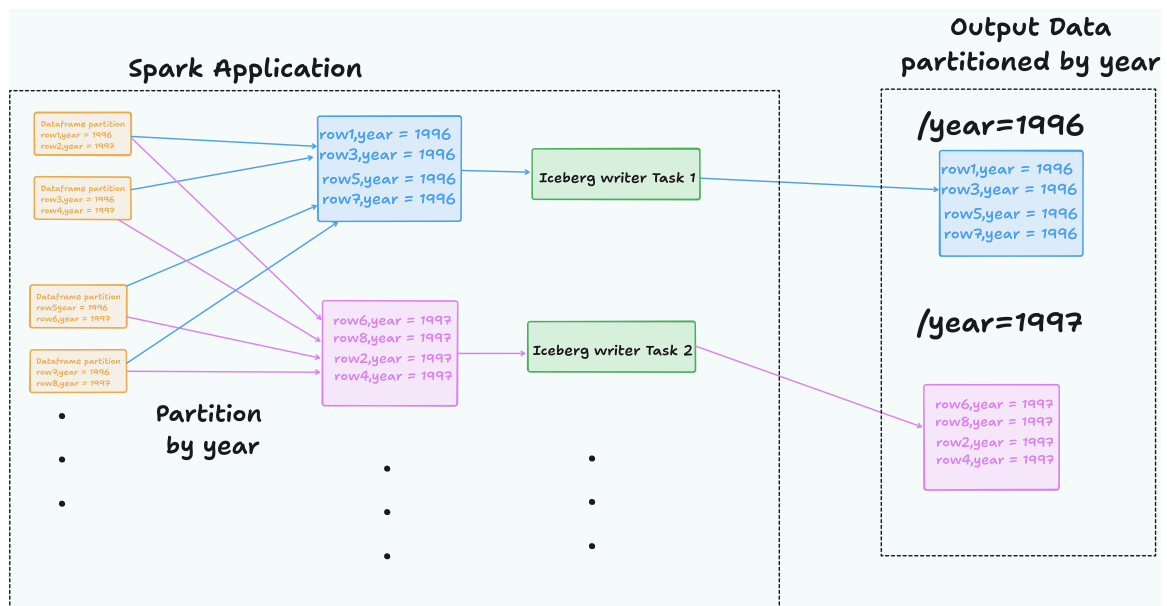 Output Data
partitioned by year
Spark Application
Dataframe partition
row1,year = 1996
row2,year = 1997
Dataframe partition
row3,year = 1996
row4,year = 1997
Dataframe partition
row5year = 1996
row6,year = 1997
Dataframe partition
row7,year = 1996
row8,year = 1997
Partition
by year
row1,year = 1996
row3,year = 1996
row5,year = 1996
row7,year = 1996
row6,year = 1997
row8,year = 1997
row2,year = 1997
row4,year = 1997
Iceberg writer Task 1
Iceberg writer Task 2
/year=1996
row1,year = 1996
row3,year = 1996
row5,year = 1996
row7,year = 1996
/year=1997
row6,year = 1997
row8,year = 1997
row2,year = 1997
row4,year = 1997